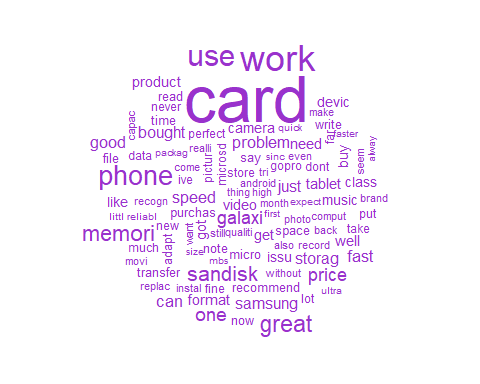 use work
product
card
read
never
devic
capac
time
make
bought
perfect
camera
quick
write
far
faster
good
realli
problem
need
buy
seem
alway
file
data
packag
pictur
microsd
say
sinc
even
phone
come
ive
store
tri
gopro
dont
android
just
tablet
class
thing
high
like
recogn
speed
video
month
expect
music
brand
littl
reliabl
purchas
galaxi
first
photo
comput
put
memori
new
adapt
want
got
still
qualiti
get
space
back
take
much
size
note
micro
also
record
well
movi
mbs
issu
storag
fast
transfer
sandisk
without
price
replac
instal
fine
recommend
ultra
can
format
samsung
lot
one
now
great